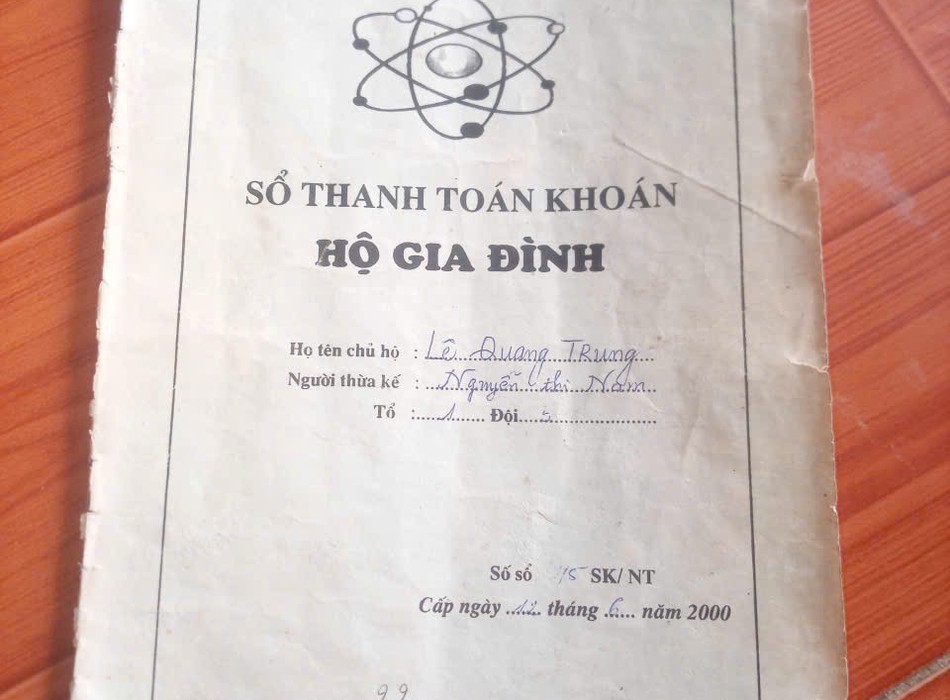 SỔ THANH TOÁN KHOÁN
HỘ GIA ĐÌNH
Họ tên chủ hộ : Lê Quang Trung
Người thừa kế : Nguyễn thị Năm
Tổ : 1 Đội 5
Số sổ 15 SK/ NT
Cấp ngày 12 tháng 6 năm 2000
99